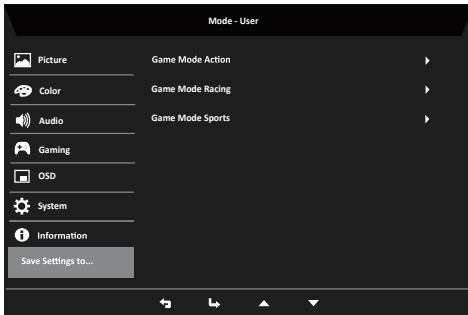 Mode - User
Picture
Color
Audio
Gaming
OSD
System
Information
Save Settings to...
Game Mode Action
Game Mode Racing
Game Mode Sports